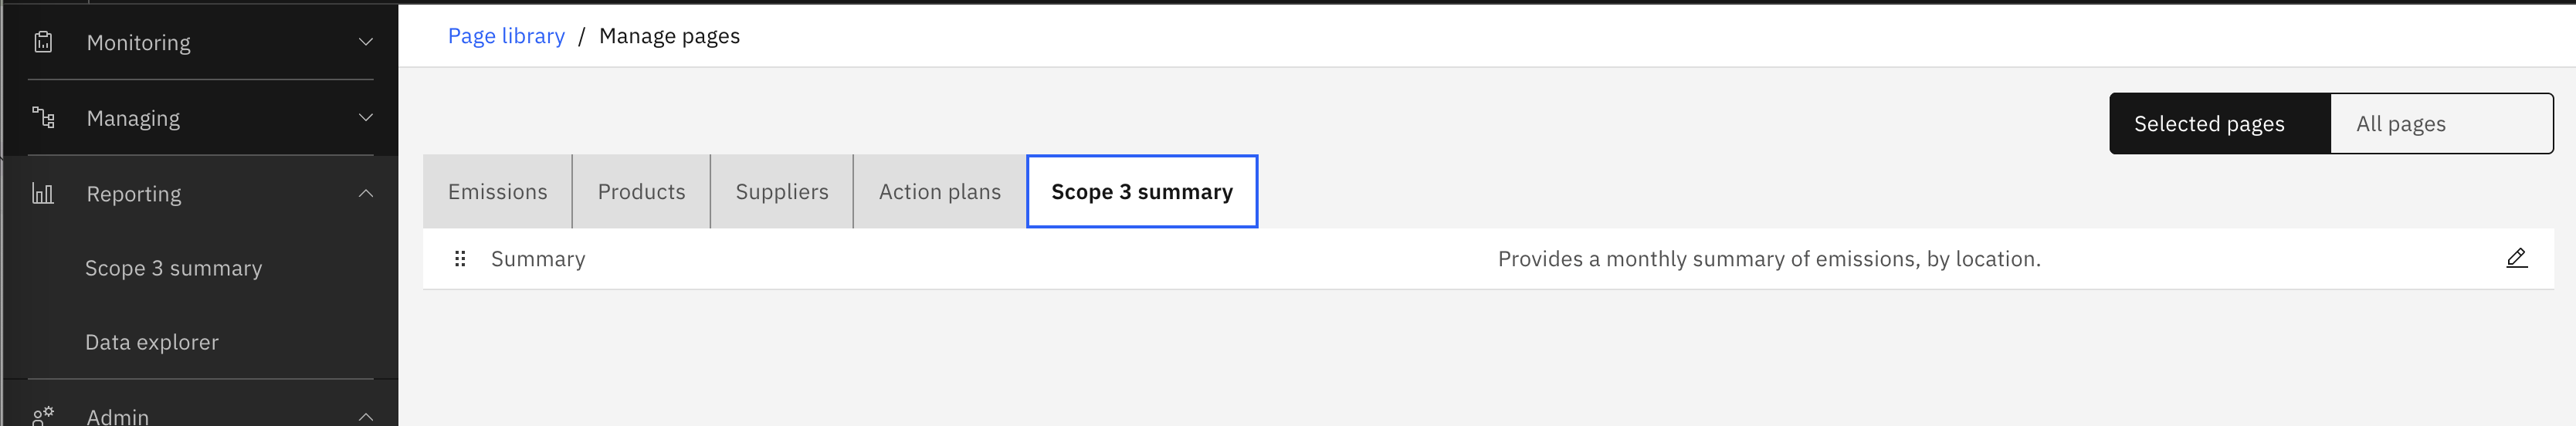 Monitoring
Managing
Reporting
Scope 3 summary
Data explorer
Admin
Page library / Manage pages
Selected pages
All pages
Emissions
Products
Suppliers
Action plans
Scope 3 summary
Summary
Provides a monthly summary of emissions, by location.